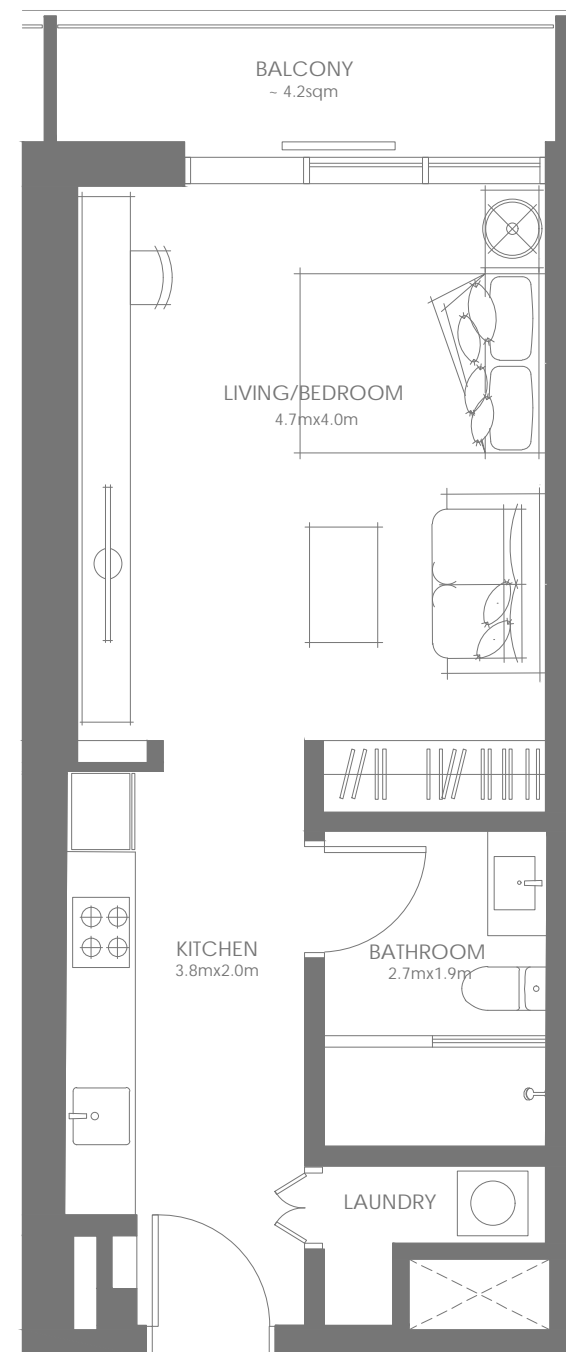 BALCONY
~ 4.2sqm
LIVING/BEDROOM
4.7mx4.0m
KITCHEN
3.8mx2.0m
BATHROOM
2.7mx1.9m
LAUNDRY